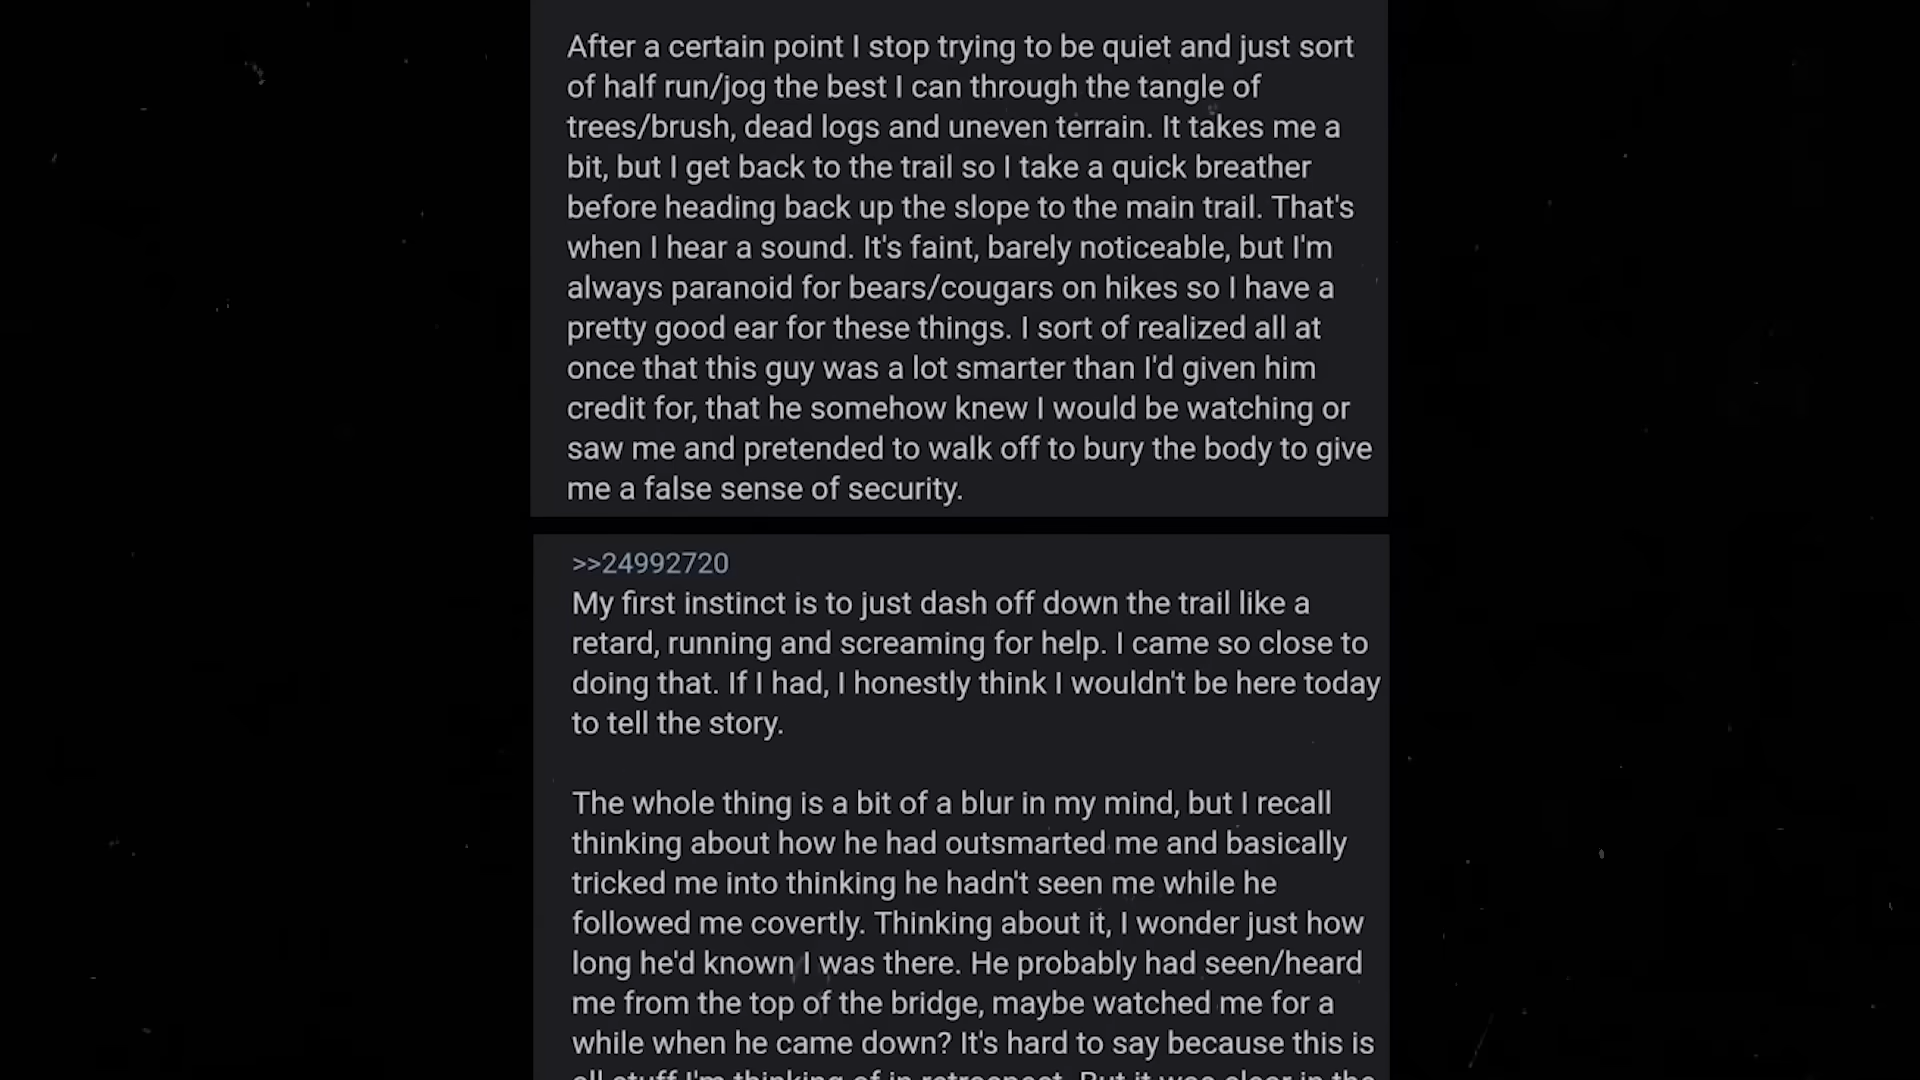 After a certain point I stop trying to be quiet and just sort
of half run/jog the best I can through the tangle of
trees/brush, dead logs and uneven terrain. It takes me a
bit, but I get back to the trail so I take a quick breather
before heading back up the slope to the main trail. That's
when I hear a sound. It's faint, barely noticeable, but I'm
always paranoid for bears/cougars on hikes so I have a
pretty good ear for these things. I sort of realized all at
once that this guy was a lot smarter than I'd given him
credit for, that he somehow knew I would be watching or
saw me and pretended to walk off to bury the body to give
me a false sense of security.
>>24992720
My first instinct is to just dash off down the trail like a
retard, running and screaming for help. I came so close to
doing that. If I had, I honestly think I wouldn't be here today
to tell the story.
The whole thing is a bit of a blur in my mind, but I recall
thinking about how he had outsmarted me and basically
tricked me into thinking he hadn't seen me while he
followed me covertly. Thinking about it, I wonder just how
long he'd known I was there. He probably had seen/heard
me from the top of the bridge, maybe watched me for a
while when he came down? It's hard to say because this is
all stuff I'm thinking of in retrospect. But it was clear in the